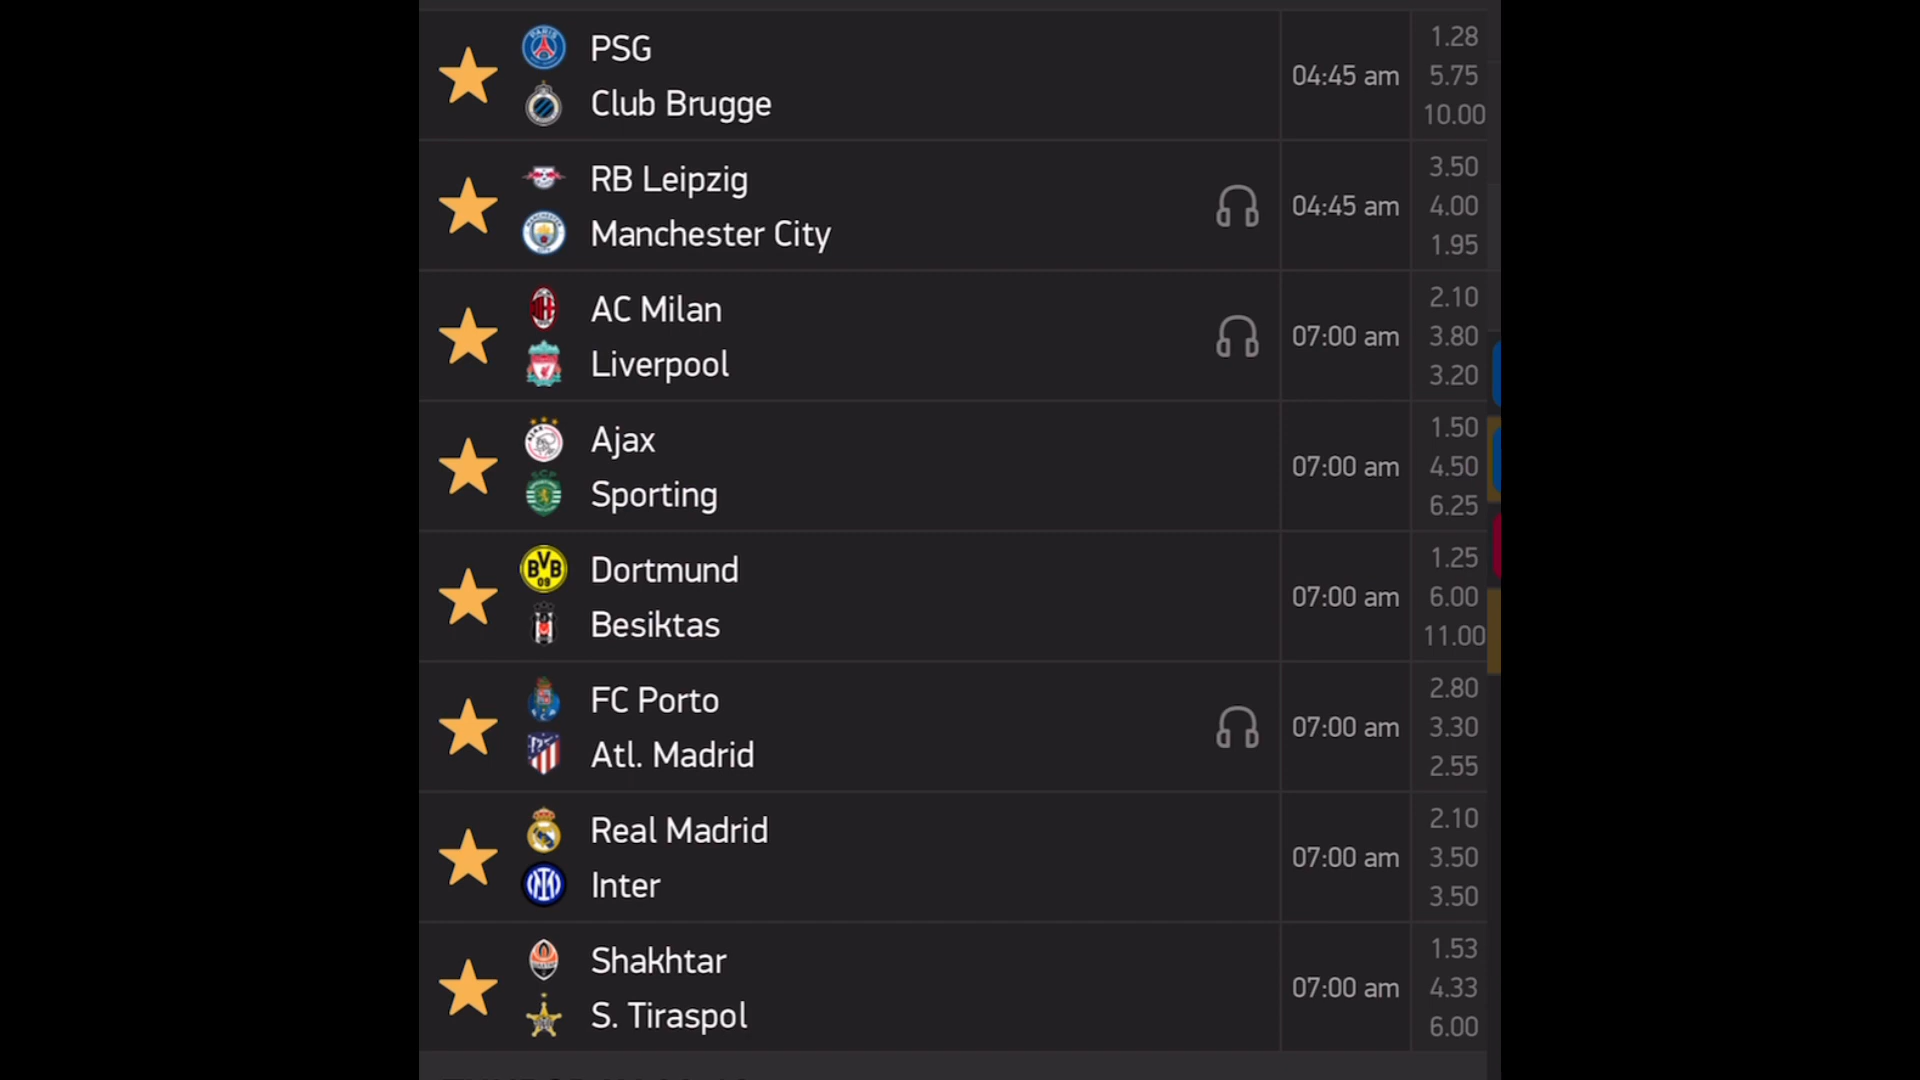 PSG
Club Brugge
04:45 am
1.28
5.75
10.00
RB Leipzig
Manchester City
04:45 am
3.50
4.00
1.95
AC Milan
Liverpool
07:00 am
2.10
3.80
3.20
Ajax
Sporting
07:00 am
1.50
4.50
6.25
Dortmund
Besiktas
07:00 am
1.25
6.00
11.00
FC Porto
Atl. Madrid
07:00 am
2.80
3.30
2.55
Real Madrid
Inter
07:00 am
2.10
3.50
3.50
Shakhtar
S. Tiraspol
07:00 am
1.53
4.33
6.00